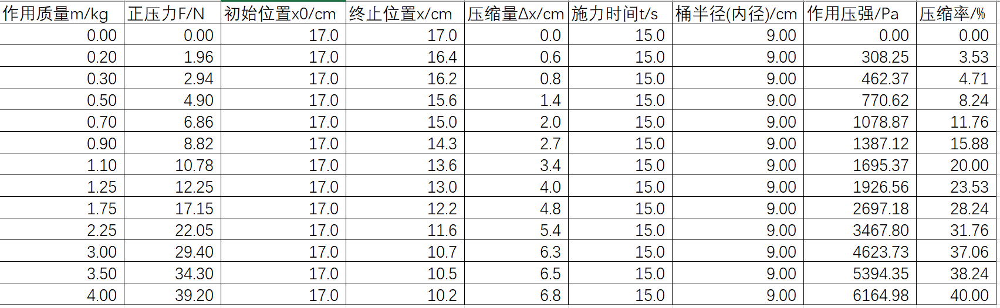 作用质量m/kg 正压力F/N 初始位置x0/cm 终止位置x/cm 压缩量Δx/cm 施力时间t/s 桶半径(内径)/cm 作用压强/Pa 压缩率/%
0.00 0.00 17.0 17.0 0.0 15.0 9.00 0.00 0.00
0.20 1.96 17.0 16.4 0.6 15.0 9.00 308.25 3.53
0.30 2.94 17.0 16.2 0.8 15.0 9.00 462.37 4.71
0.50 4.90 17.0 15.6 1.4 15.0 9.00 770.62 8.24
0.70 6.86 17.0 15.0 2.0 15.0 9.00 1078.87 11.76
0.90 8.82 17.0 14.3 2.7 15.0 9.00 1387.12 15.88
1.10 10.78 17.0 13.6 3.4 15.0 9.00 1695.37 20.00
1.25 12.25 17.0 13.0 4.0 15.0 9.00 1926.56 23.53
1.75 17.15 17.0 12.2 4.8 15.0 9.00 2697.18 28.24
2.25 22.05 17.0 11.6 5.4 15.0 9.00 3467.80 31.76
3.00 29.40 17.0 10.7 6.3 15.0 9.00 4623.73 37.06
3.50 34.30 17.0 10.5 6.5 15.0 9.00 5394.35 38.24
4.00 39.20 17.0 10.2 6.8 15.0 9.00 6164.98 40.00